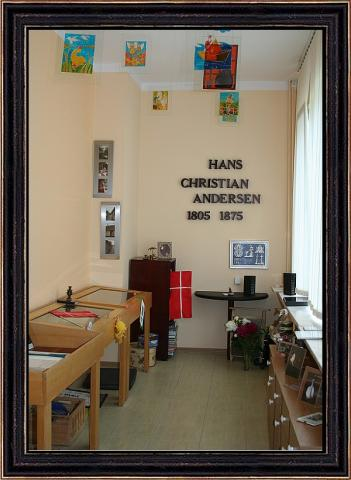 HANS
CHRISTIAN
ANDERSEN
1805 1875